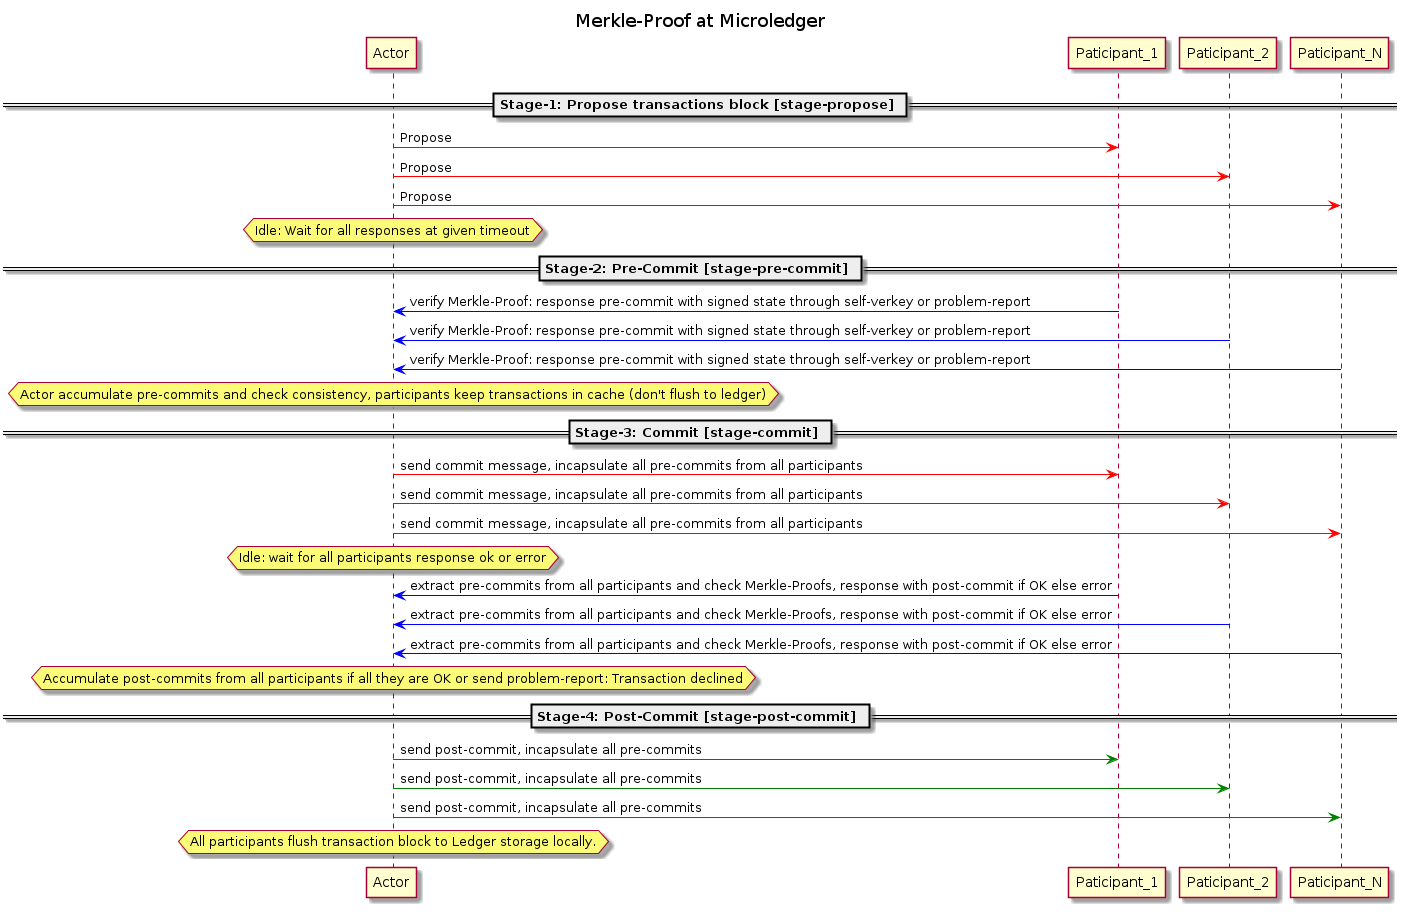 Merkle-Proof at Microledger
Actor
Paticipant_1
Paticipant_2
Paticipant_N
Stage-1: Propose transactions block [stage-propose]
Propose
Propose
Propose
Idle: Wait for all responses at given timeout
Stage-2: Pre-Commit [stage-pre-commit]
verify Merkle-Proof: response pre-commit with signed state through self-verkey or problem-report
verify Merkle-Proof: response pre-commit with signed state through self-verkey or problem-report
verify Merkle-Proof: response pre-commit with signed state through self-verkey or problem-report
Actor accumulate pre-commits and check consistency, participants keep transactions in cache (don't flush to ledger)
Stage-3: Commit [stage-commit]
send commit message, incapsulate all pre-commits from all participants
send commit message, incapsulate all pre-commits from all participants
send commit message, incapsulate all pre-commits from all participants
Idle: wait for all participants response ok or error
extract pre-commits from all participants and check Merkle-Proofs, response with post-commit if OK else error
extract pre-commits from all participants and check Merkle-Proofs, response with post-commit if OK else error
extract pre-commits from all participants and check Merkle-Proofs, response with post-commit if OK else error
Accumulate post-commits from all participants if all they are OK or send problem-report: Transaction declined
Stage-4: Post-Commit [stage-post-commit]
send post-commit, incapsulate all pre-commits
send post-commit, incapsulate all pre-commits
send post-commit, incapsulate all pre-commits
All participants flush transaction block to Ledger storage locally.
Actor
Paticipant_1
Paticipant_2
Paticipant_N